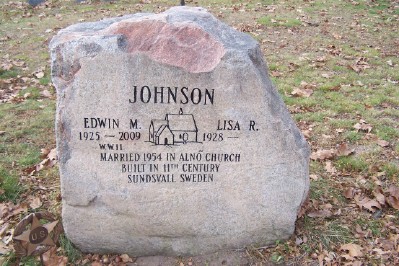 JOHNSON
EDWIN M. LISA R.
1925 - 2009 1928 -
W.W.II
MARRIED 1954 IN ALNÖ CHURCH
BUILT IN 11TH CENTURY
SUNDSVALL SWEDEN